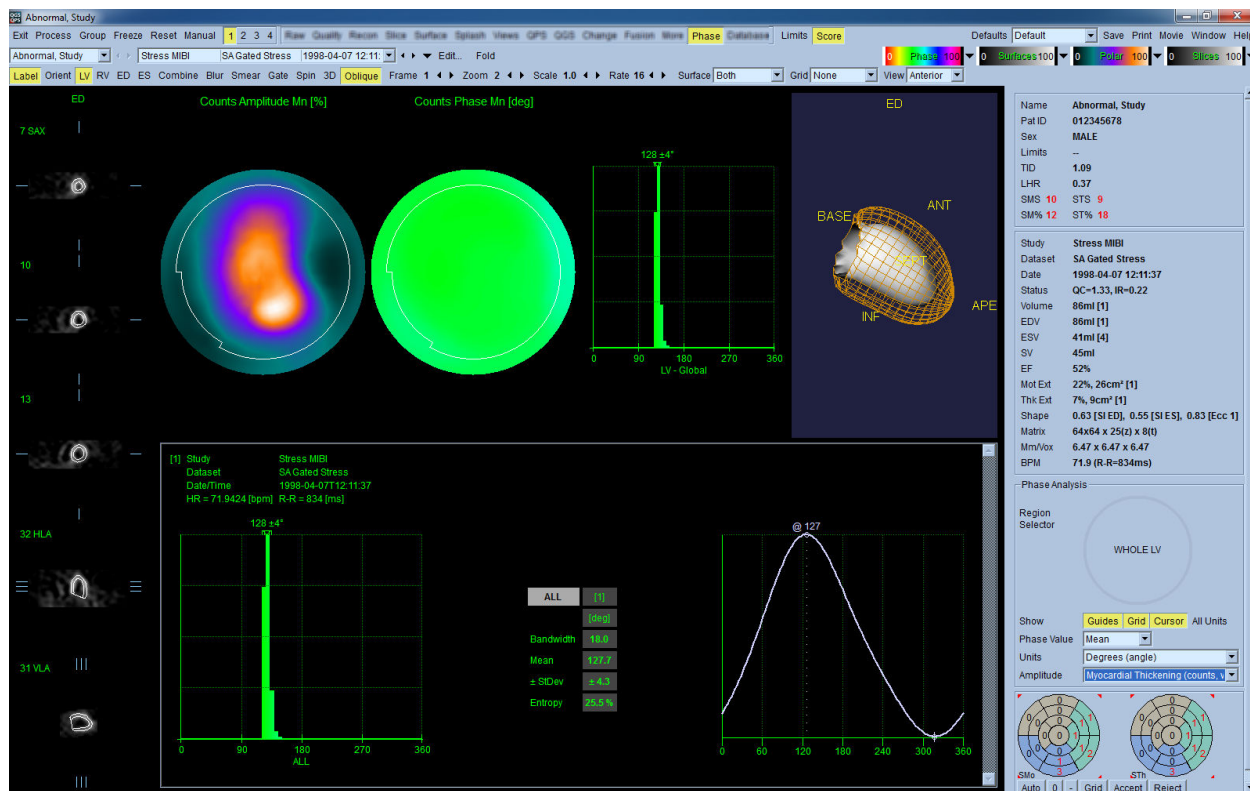 Abnormal, Study
Exit Process Group Freeze Reset Manual 1 2 3 4 Raw Quality Recon Slice Surface Splash Views QPS QGS Change Fusion More Phase Database Limits Score Defaults Default Save Print Movie Window Help
Abnormal, Study Stress MIBI SA Gated Stress 1998-04-07 12:11: Edit... Fold 0 Phase 100 0 Surfaces 100 0 Polar 100 0 Slices 100
Label Orient LV RV ED ES Combine Blur Smear Gate Spin 3D Oblique Frame 1 Zoom 2 Scale 1.0 Rate 16 Surface Both Grid None View Anterior
ED
7 SAX
10
13
32 HLA
31 VLA
Counts Amplitude Mn [%]
Counts Phase Mn [deg]
128 ±4°
0 90 180 270 360
LV - Global
ED
BASE
ANT
SEPT
INF
APE
[1] Study Stress MIBI
Dataset SA Gated Stress
Date/Time 1998-04-07T12:11:37
HR = 71.9424 [bpm] R-R = 834 [ms]
128 ±4°
0 90 180 270 360
ALL
ALL [1]
[deg]
Bandwidth 18.0
Mean 127.7
± StDev ± 4.3
Entropy 25.5 %
@ 127
0 60 120 180 240 300 360
Name Abnormal, Study
Pat ID 012345678
Sex MALE
Limits --
TID 1.09
LHR 0.37
SMS 10 STS 9
SM% 12 ST% 18
Study Stress MIBI
Dataset SA Gated Stress
Date 1998-04-07 12:11:37
Status QC=1.33, IR=0.22
Volume 86ml [1]
EDV 86ml [1]
ESV 41ml [4]
SV 45ml
EF 52%
Mot Ext 22%, 26cm² [1]
Thk Ext 7%, 9cm² [1]
Shape 0.63 [SI ED], 0.55 [SI ES], 0.83 [Ecc 1]
Matrix 64x64 x 25(z) x 8(t)
Mm/Vox 6.47 x 6.47 x 6.47
BPM 71.9 (R-R=834ms)
Phase Analysis
Region
Selector
WHOLE LV
Show Guides Grid Cursor All Units
Phase Value Mean
Units Degrees (angle)
Amplitude Myocardial Thickening (counts, v
SMo STh
Auto 0 - Grid Accept Reject